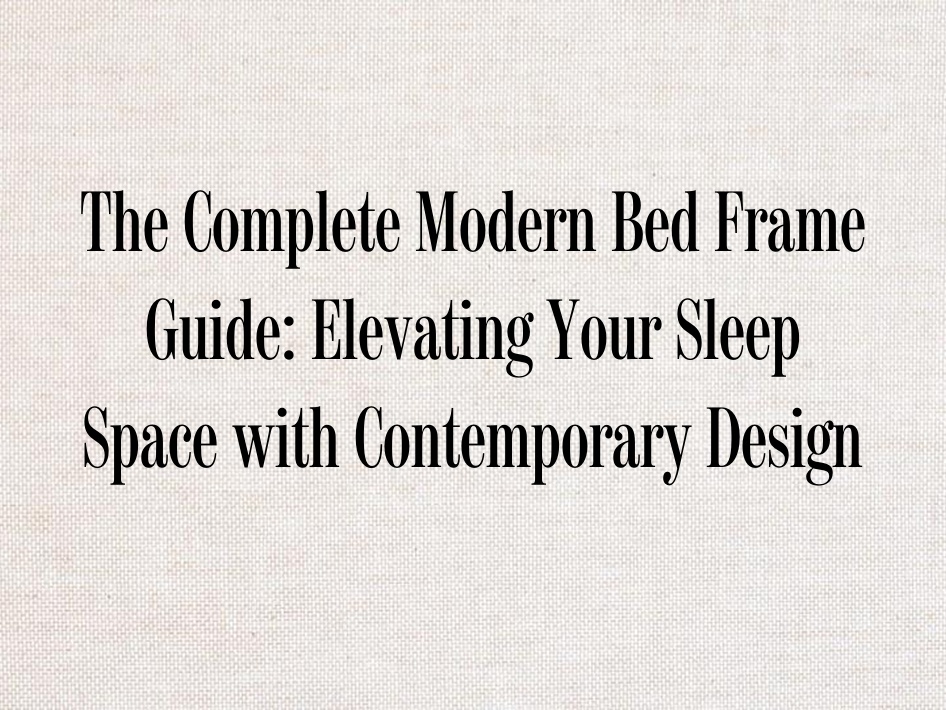 The Complete Modern Bed Frame
Guide: Elevating Your Sleep
Space with Contemporary Design